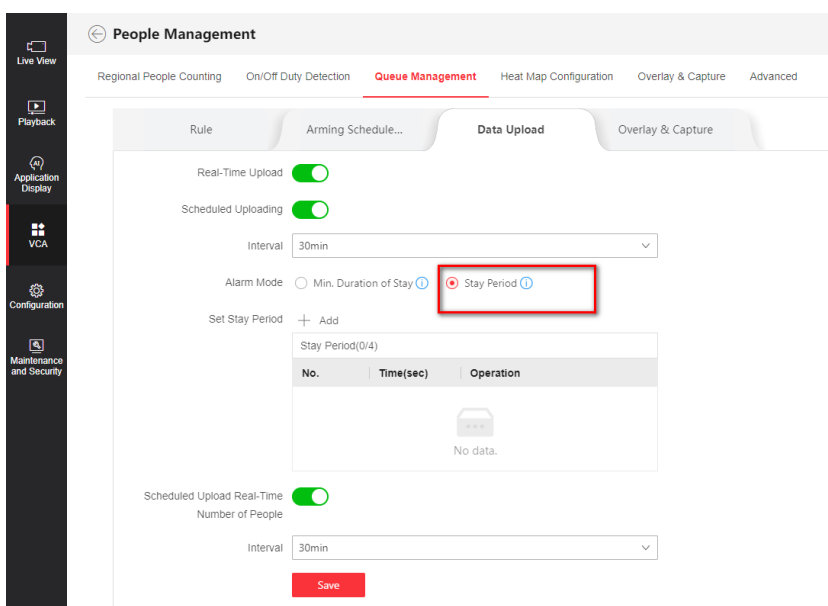 People Management
Live View
Regional People Counting On/Off Duty Detection Queue Management Heat Map Configuration Overlay & Capture Advanced
Playback
Rule Arming Schedule... Data Upload Overlay & Capture
Application
Display
Real-Time Upload
Scheduled Uploading
VCA
Interval 30min
Alarm Mode Min. Duration of Stay Stay Period
Configuration
Set Stay Period Add
Stay Period(0/4)
Maintenance
and Security
No. Time(sec) Operation
No data.
Scheduled Upload Real-Time
Number of People
Interval 30min
Save